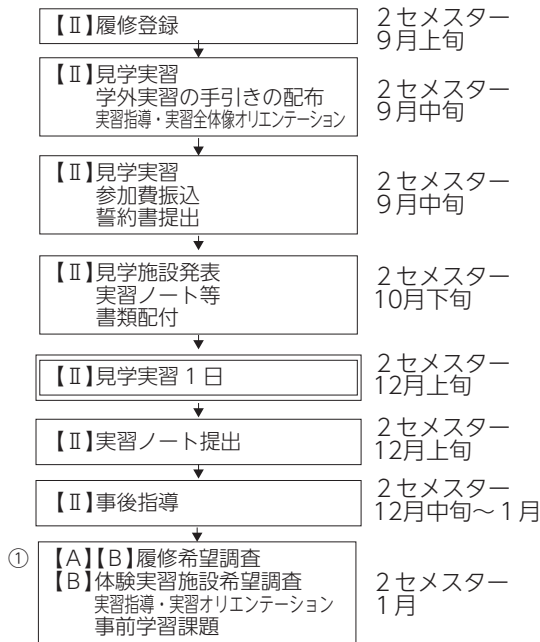 【Ⅱ】履修登録
2セメスター
9月上旬
【Ⅱ】見学実習
学外実習の手引きの配布
実習指導・実習全体像オリエンテーション
2セメスター
9月中旬
【Ⅱ】見学実習
参加費振込
誓約書提出
2セメスター
9月中旬
【Ⅱ】見学施設発表
実習ノート等
書類配付
2セメスター
10月下旬
【Ⅱ】見学実習1日
2セメスター
12月上旬
【Ⅱ】実習ノート提出
2セメスター
12月上旬
【Ⅱ】事後指導
2セメスター
12月中旬~1月
①
【A】【B】履修希望調査
【B】体験実習施設希望調査
実習指導・実習オリエンテーション
事前学習課題
2セメスター
1月